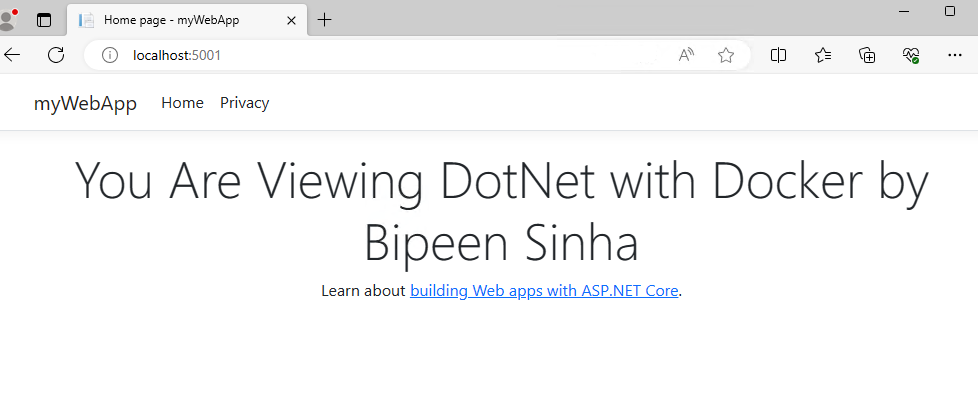 Home page - myWebApp
localhost:5001
myWebApp Home Privacy
You Are Viewing DotNet with Docker by
Bipeen Sinha
Learn about building Web apps with ASP.NET Core.